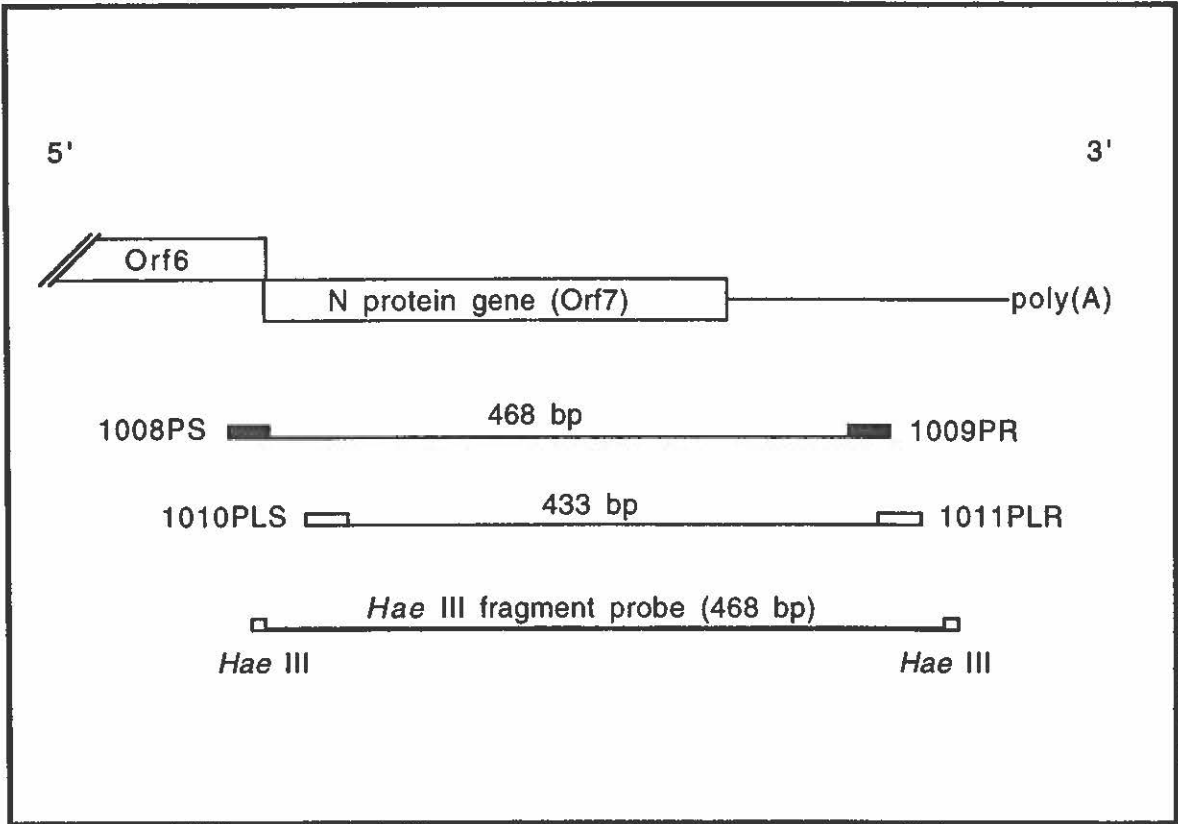 5' 3'
Orf6
N protein gene (Orf7)
poly(A)
468 bp
1008PS 1009PR
433 bp
1010PLS 1011PLR
Hae III fragment probe (468 bp)
Hae III Hae III